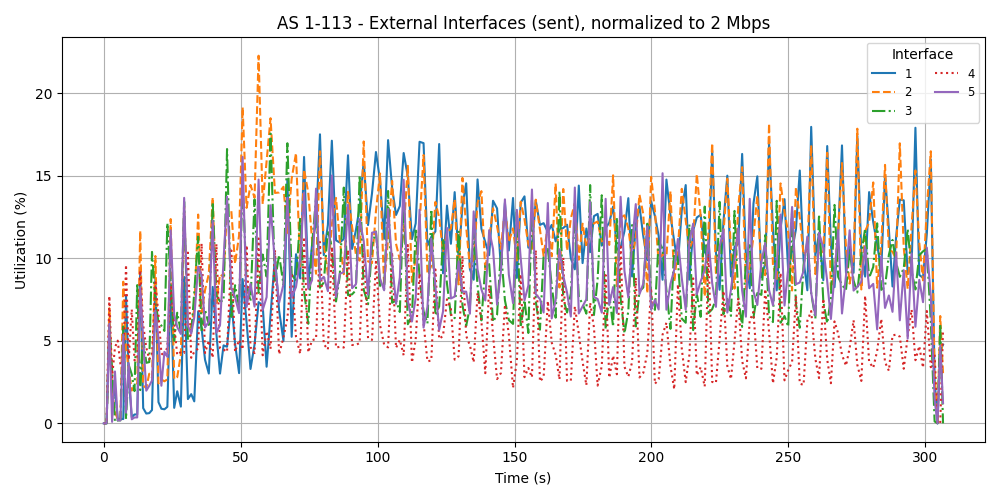 AS 1-113 - External Interfaces (sent), normalized to 2 Mbps
Utilization (%)
20
15
10
5
0
0 50 100 150 200 250 300
Time (s)
Interface
1 4
2 5
3